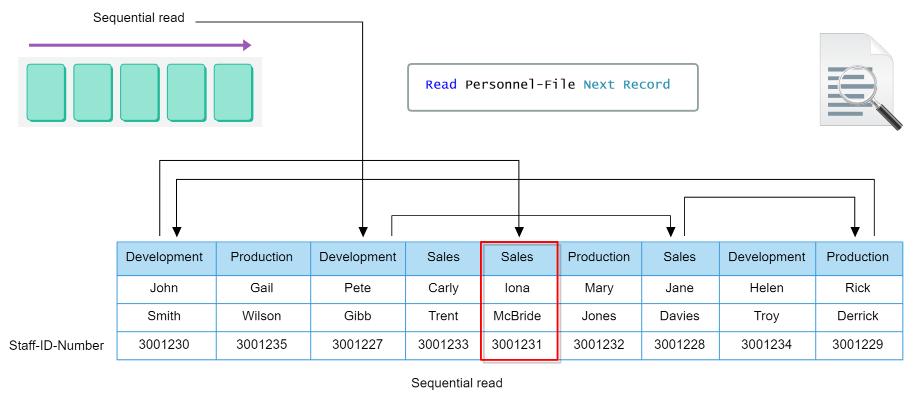 Sequential read
Read Personnel-File Next Record
Development Production Development Sales Sales Production Sales Development Production
John Gail Pete Carly Iona Mary Jane Helen Rick
Smith Wilson Gibb Trent McBride Jones Davies Troy Derrick
Staff-ID-Number 3001230 3001235 3001227 3001233 3001231 3001232 3001228 3001234 3001229
Sequential read